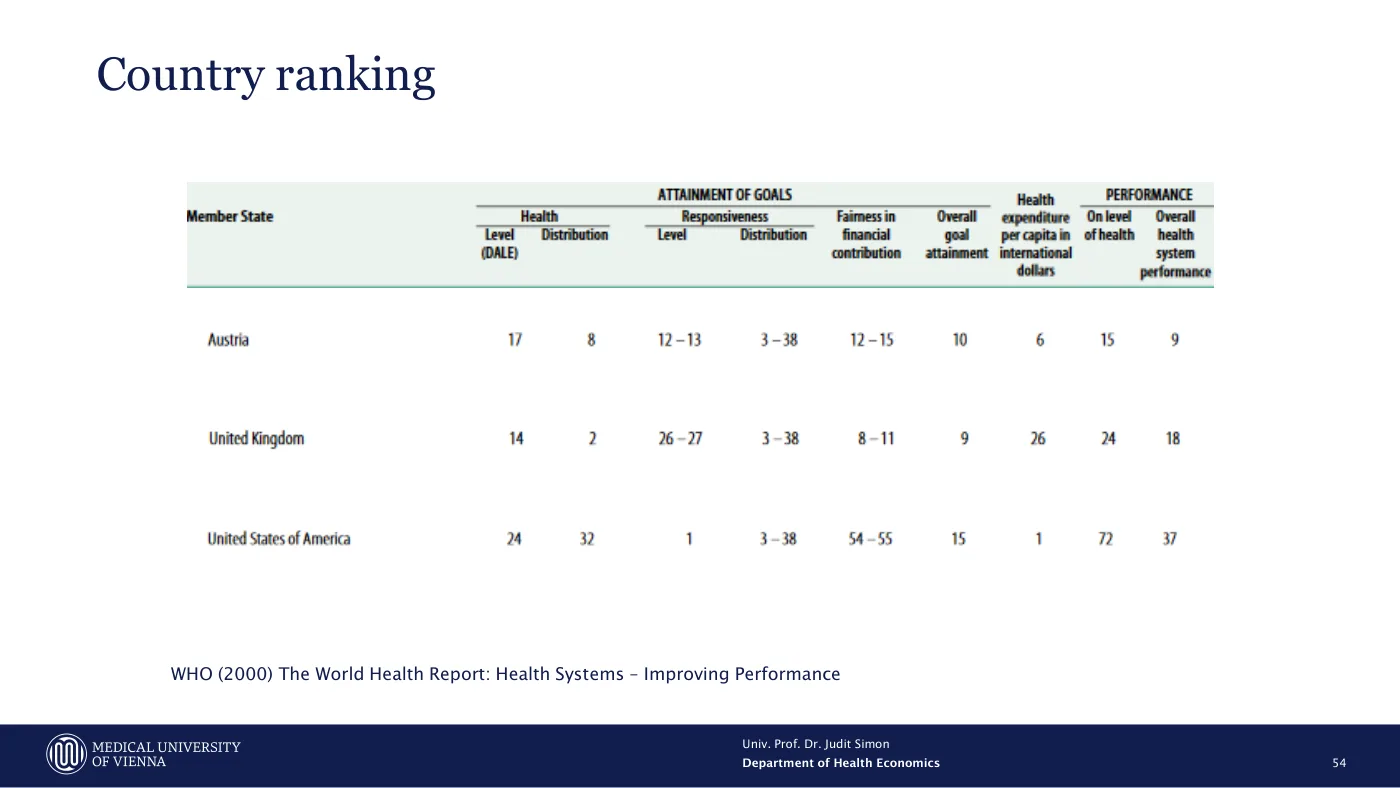 Country ranking
ATTAINMENT OF GOALS
PERFORMANCE
Member State
Health
Responsiveness
Fairness in
financial
contribution
Overall
goal
attainment
Health
expenditure
per capita in
international
dollars
On level
of health
Overall
health
system
performance
Level
(DALE)
Distribution
Level
Distribution
Austria 17 8 12 – 13 3 – 38 12 – 15 10 6 15 9
United Kingdom 14 2 26 – 27 3 – 38 8 – 11 9 26 24 18
United States of America 24 32 1 3 – 38 54 – 55 15 1 72 37
WHO (2000) The World Health Report: Health Systems – Improving Performance
MEDICAL UNIVERSITY
OF VIENNA
Univ. Prof. Dr. Judit Simon
Department of Health Economics
54